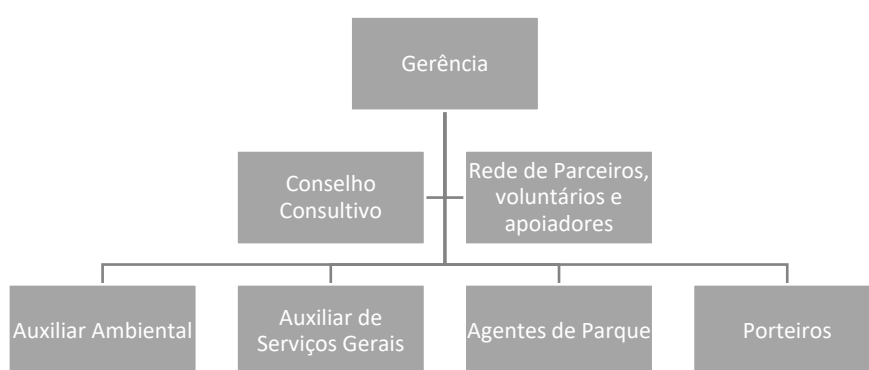 Gerência
Conselho
Consultivo
Rede de Parceiros,
voluntários e
apoiadores
Auxiliar Ambiental
Auxiliar de
Serviços Gerais
Agentes de Parque
Porteiros